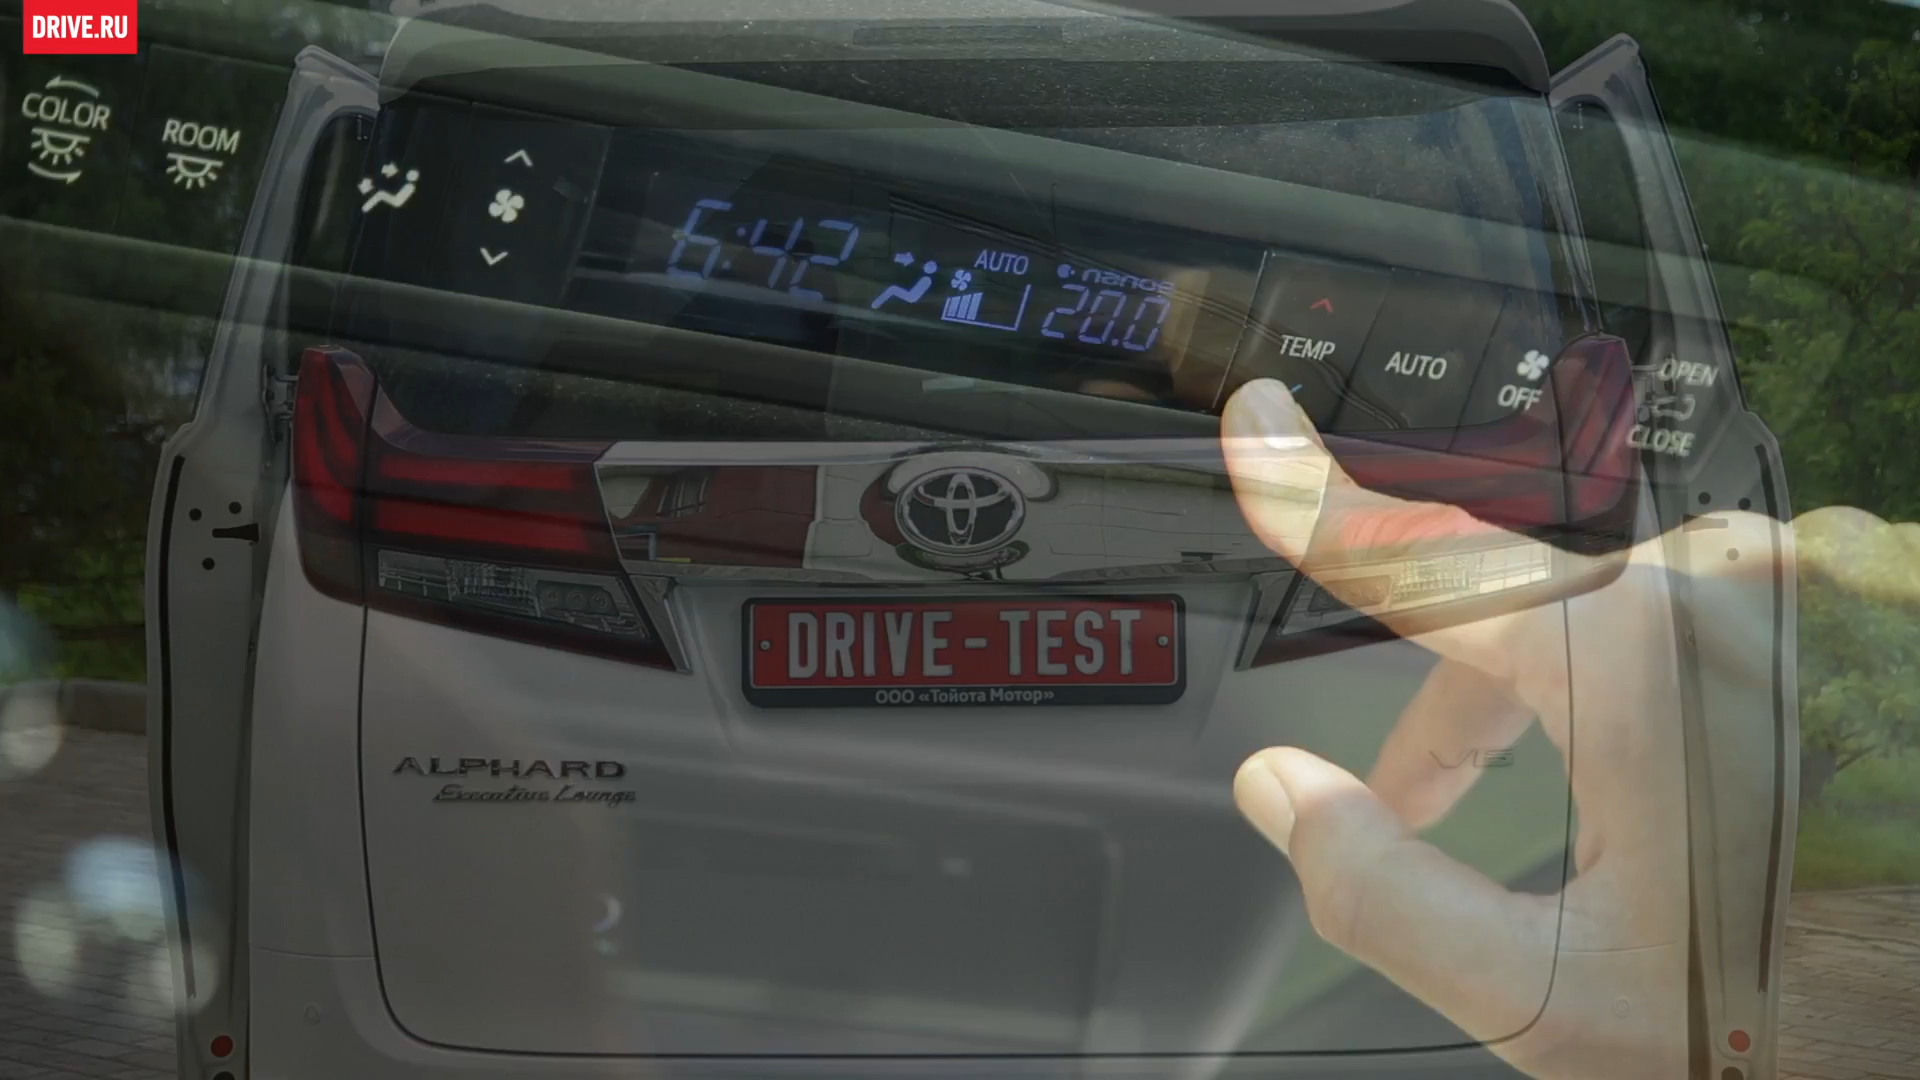 DRIVE.RU
COLOR
ROOM
6:42
AUTO
nanoe
20.0
TEMP
AUTO
OFF
OPEN
CLOSE
DRIVE-TEST
ООО «Тойота Мотор»
ALPHARD
Executive Lounge
V6